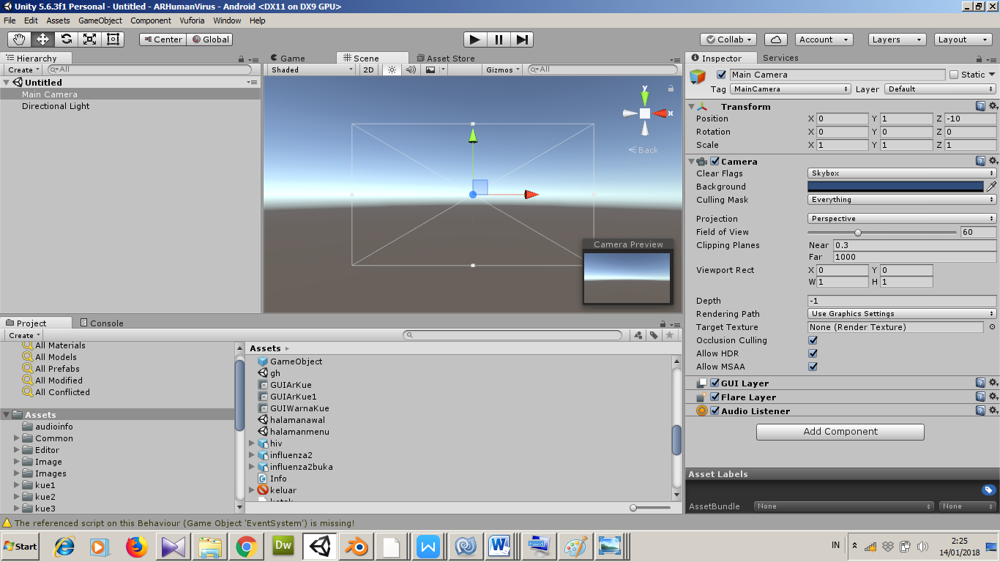 Unity 5.6.3f1 Personal - Untitled - ARHumanVirus - Android <DX11 on DX9 GPU>
File Edit Assets GameObject Component Vuforia Window Help
Center Global Collab Account Layers Layout
Hierarchy
Create All
Untitled
Main Camera
Directional Light
Game Scene Asset Store
Shaded 2D Gizmos All
y
x
Back
Camera Preview
Inspector Services
Main Camera Static
Tag MainCamera Layer Default
Transform
Position X 0 Y 1 Z -10
Rotation X 0 Y 0 Z 0
Scale X 1 Y 1 Z 1
Camera
Clear Flags Skybox
Background
Culling Mask Everything
Projection Perspective
Field of View 60
Clipping Planes Near 0.3
Far 1000
Viewport Rect X 0 Y 0
W 1 H 1
Depth -1
Rendering Path Use Graphics Settings
Target Texture None (Render Texture)
Occlusion Culling
Allow HDR
Allow MSAA
GUI Layer
Flare Layer
Audio Listener
Add Component
Asset Labels
AssetBundle None None
Project Console
Create
All Materials
All Models
All Prefabs
All Modified
All Conflicted
Assets
audioinfo
Common
Editor
Image
Images
kue1
kue2
kue3
Assets
GameObject
gh
GUIArKue
GUIArKue1
GUIWarnaKue
halamanawal
halamanmenu
hiv
influenza2
influenza2buka
Info
keluar
The referenced script on this Behaviour (Game Object 'EventSystem') is missing!
Start Dw W W IN 2:25
14/01/2018